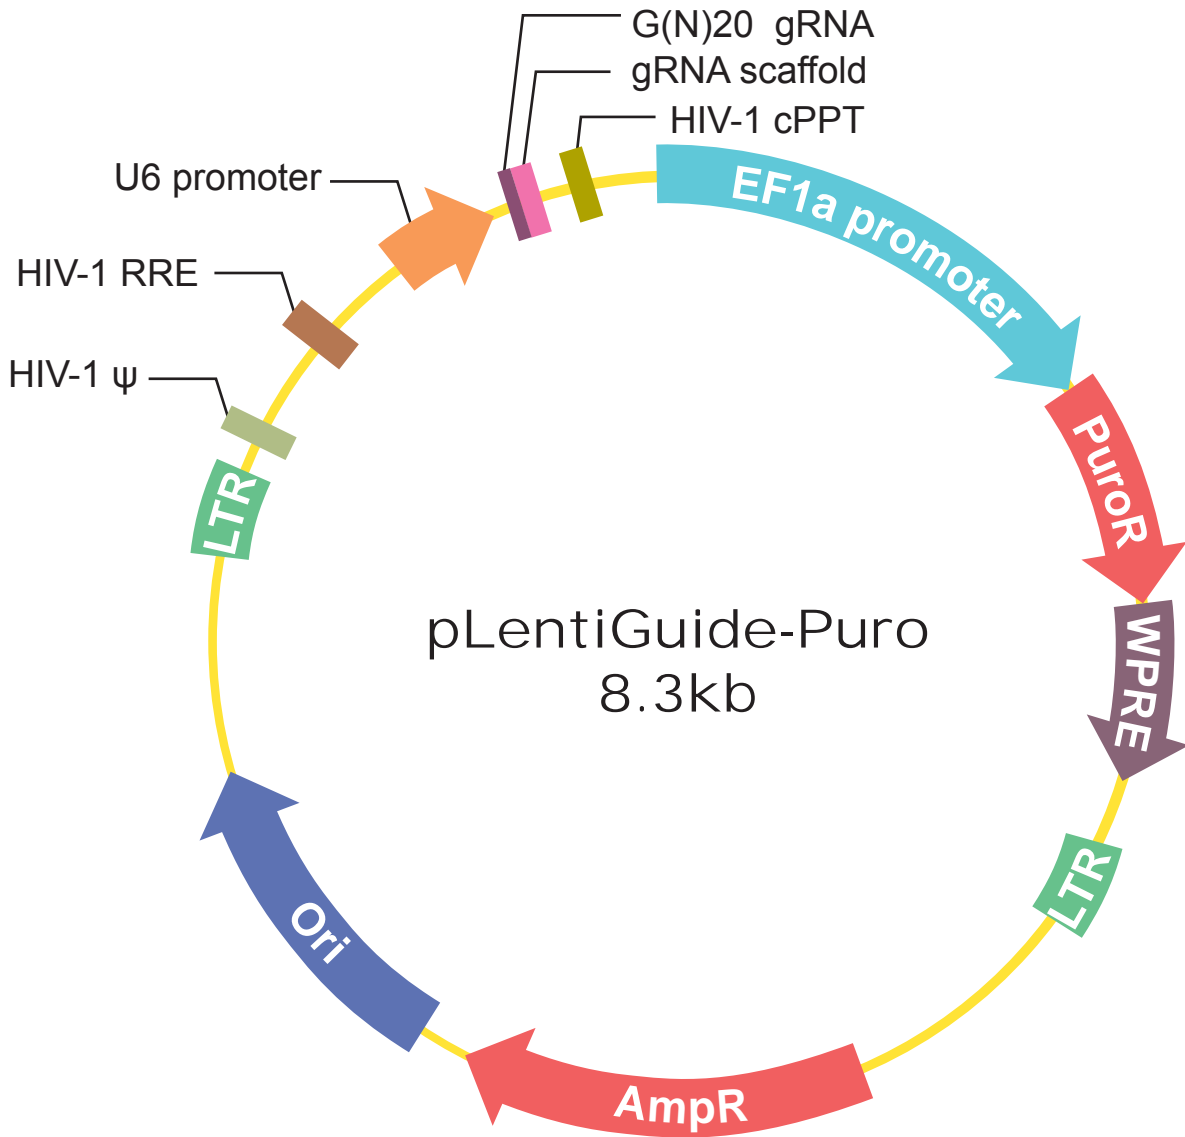 G(N)20 gRNA
gRNA scaffold
HIV-1 cPPT
U6 promoter
HIV-1 RRE
HIV-1 ψ
EF1a promoter
PuroR
LTR
WPRE
pLentiGuide-Puro
8.3kb
LTR
Ori
AmpR